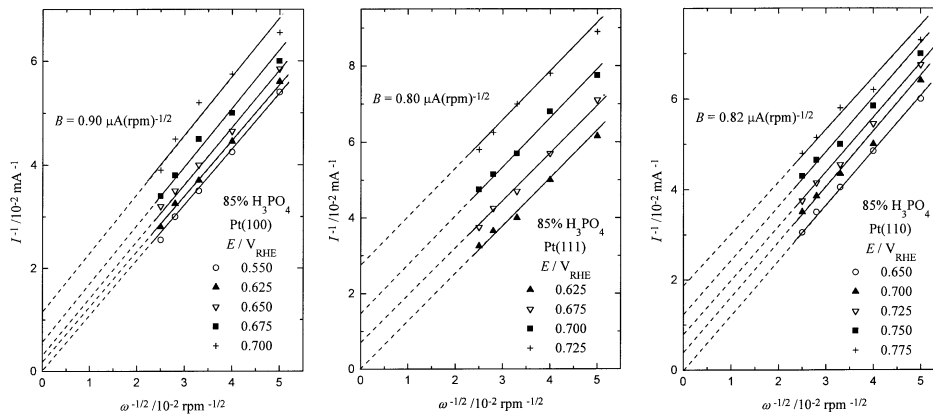 I⁻¹/10⁻² mA⁻¹
6
4
2
0
B = 0.90 μA(rpm)⁻¹/²
85% H₃PO₄
Pt(100)
E / V_RHE
0.550
0.625
0.650
0.675
0.700
0 1 2 3 4 5
ω⁻¹/²/10⁻² rpm⁻¹/²
I⁻¹/10⁻² mA⁻¹
8
6
4
2
0
B = 0.80 μA(rpm)⁻¹/²
85% H₃PO₄
Pt(111)
E / V_RHE
0.625
0.675
0.700
0.725
0 1 2 3 4 5
ω⁻¹/²/10⁻² rpm⁻¹/²
I⁻¹/10⁻² mA⁻¹
6
4
2
0
B = 0.82 μA(rpm)⁻¹/²
85% H₃PO₄
Pt(110)
E / V_RHE
0.650
0.700
0.725
0.750
0.775
0 1 2 3 4 5
ω⁻¹/²/10⁻² rpm⁻¹/²